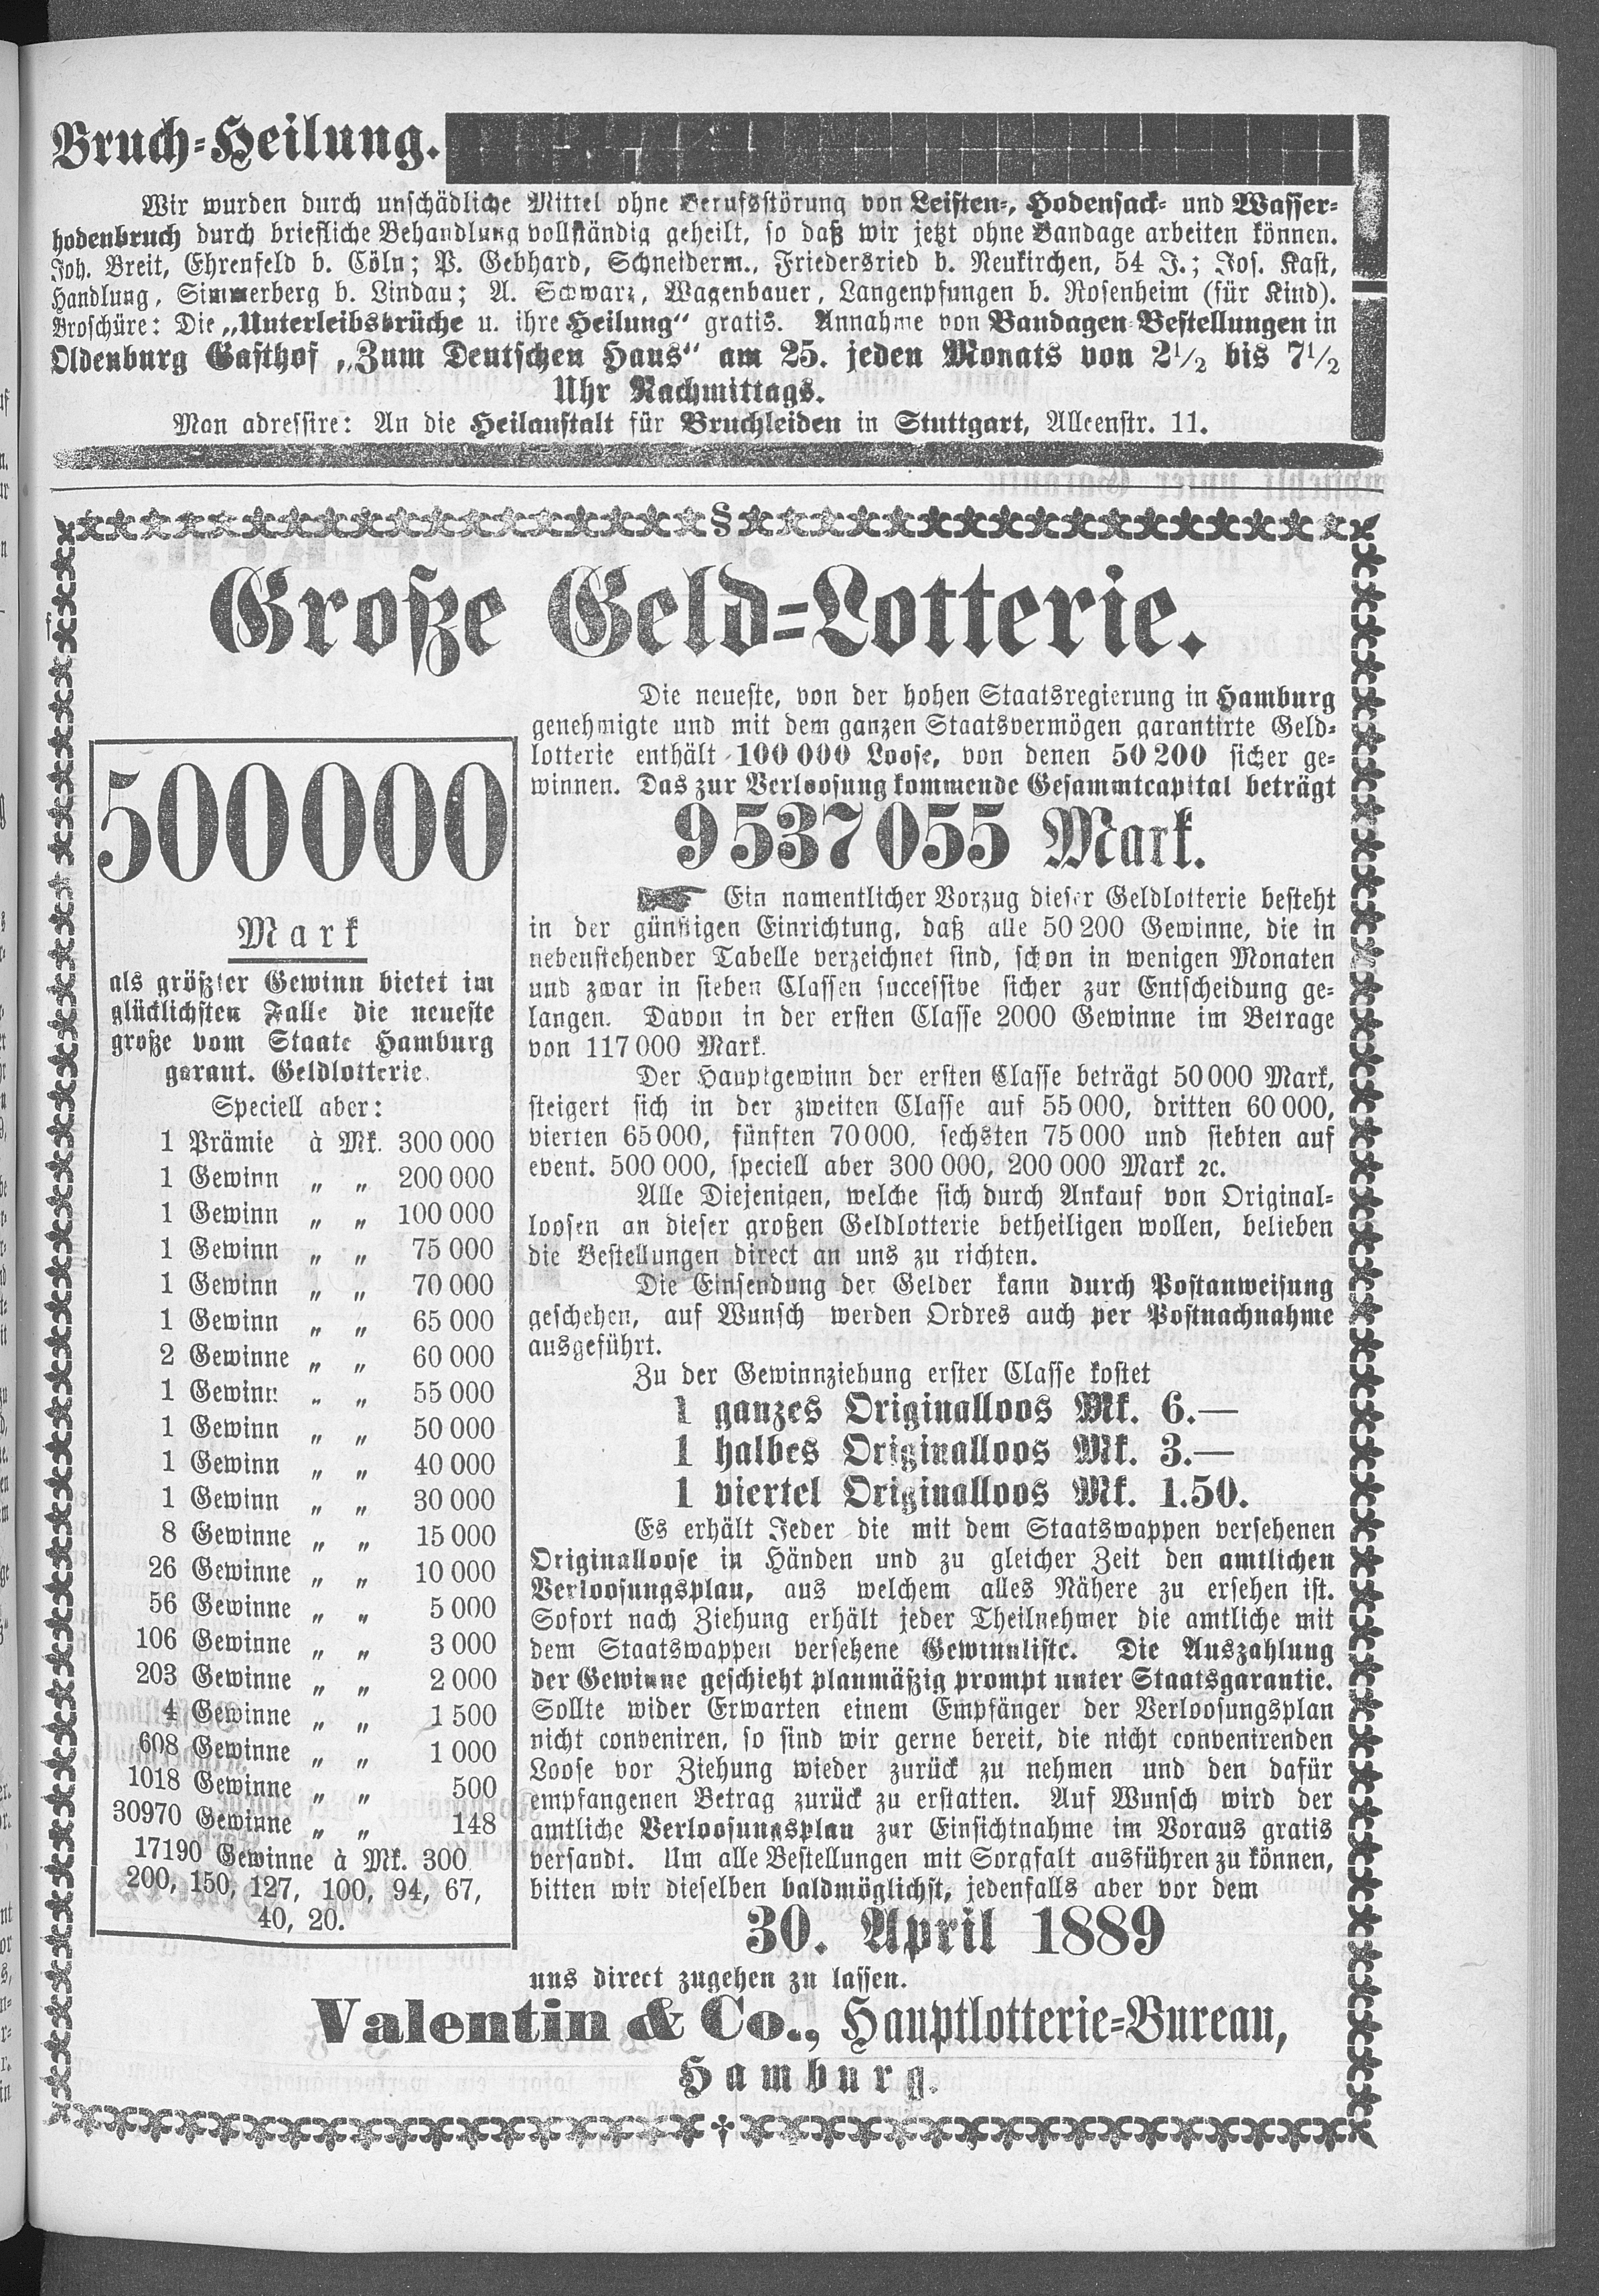 Bruch-Heilung.
Wir wurden durch unschädliche Mittel ohne Berufsstörung von Leisten-, Hodensack- und Wasser-
hodenbruch durch briefliche Behandlung vollständig geheilt, so daß wir jetzt ohne Bandage arbeiten können.
Joh. Breit, Ehrenfeld b. Cöln; P. Gebhard, Schneiderm., Friedersried b. Neukirchen, 54 J.; Jos. Kast,
Handlung, Simmerberg b. Lindau; A. Schwarz, Wagenbauer, Langenpfungen b. Rosenheim (für Kind).
Broschüre: Die „Unterleibsbrüche u. ihre Heilung“ gratis. Annahme von Bandagen-Bestellungen in
Oldenburg Gasthof „Zum Deutschen Haus“ am 25. jeden Monats von 2½ bis 7½
Uhr Nachmittags.
Man adressire: An die Heilanstalt für Bruchleiden in Stuttgart, Alleenstr. 11.
Große Geld-Lotterie.
500000
Mark
als größter Gewinn bietet im
glücklichsten Falle die neueste
große vom Staate Hamburg
garant. Geldlotterie.
Speciell aber:
1 Prämie à Mk. 300 000
1 Gewinn „ „ 200 000
1 Gewinn „ „ 100 000
1 Gewinn „ „ 75 000
1 Gewinn „ „ 70 000
1 Gewinn „ „ 65 000
2 Gewinne „ „ 60 000
1 Gewinn „ „ 55 000
1 Gewinn „ „ 50 000
1 Gewinn „ „ 40 000
1 Gewinn „ „ 30 000
8 Gewinne „ „ 15 000
26 Gewinne „ „ 10 000
56 Gewinne „ „ 5 000
106 Gewinne „ „ 3 000
203 Gewinne „ „ 2 000
4 Gewinne „ „ 1 500
608 Gewinne „ „ 1 000
1018 Gewinne „ „ 500
30970 Gewinne „ „ 148
17190 Gewinne à Mk. 300,
200, 150, 127, 100, 94, 67,
40, 20.
Die neueste, von der hohen Staatsregierung in Hamburg
genehmigte und mit dem ganzen Staatsvermögen garantirte Geld-
lotterie enthält 100 000 Loose, von denen 50 200 sicher ge-
winnen. Das zur Verloosung kommende Gesammtcapital beträgt
9 537 055 Mark.
Ein namentlicher Vorzug dieser Geldlotterie besteht
in der günstigen Einrichtung, daß alle 50 200 Gewinne, die in
nebenstehender Tabelle verzeichnet sind, schon in wenigen Monaten
und zwar in sieben Classen successive sicher zur Entscheidung ge-
langen. Davon in der ersten Classe 2000 Gewinne im Betrage
von 117 000 Mark.
Der Hauptgewinn der ersten Classe beträgt 50 000 Mark,
steigert sich in der zweiten Classe auf 55 000, dritten 60 000,
vierten 65 000, fünften 70 000, sechsten 75 000 und siebten auf
event. 500 000, speciell aber 300 000, 200 000 Mark ꝛc.
Alle Diejenigen, welche sich durch Ankauf von Original-
loosen an dieser großen Geldlotterie betheiligen wollen, belieben
die Bestellungen direct an uns zu richten.
Die Einsendung der Gelder kann durch Postanweisung
geschehen, auf Wunsch werden Ordres auch per Postnachnahme
ausgeführt.
Zu der Gewinnziehung erster Classe kostet
1 ganzes Originalloos Mk. 6.—
1 halbes Originalloos Mk. 3.—
1 viertel Originalloos Mk. 1.50.
Es erhält Jeder die mit dem Staatswappen versehenen
Originalloose in Händen und zu gleicher Zeit den amtlichen
Verloosungsplan, aus welchem alles Nähere zu ersehen ist.
Sofort nach Ziehung erhält jeder Theilnehmer die amtliche mit
dem Staatswappen versehene Gewinnliste. Die Auszahlung
der Gewinne geschieht planmäßig prompt unter Staatsgarantie.
Sollte wider Erwarten einem Empfänger der Verloosungsplan
nicht conveniren, so sind wir gerne bereit, die nicht convenirenden
Loose vor Ziehung wieder zurück zu nehmen und den dafür
empfangenen Betrag zurück zu erstatten. Auf Wunsch wird der
amtliche Verloosungsplan zur Einsichtnahme im Voraus gratis
versandt. Um alle Bestellungen mit Sorgfalt ausführen zu können,
bitten wir dieselben baldmöglichst, jedenfalls aber vor dem
30. April 1889
uns direct zugehen zu lassen.
Valentin & Co., Hauptlotterie-Bureau,
Hamburg.